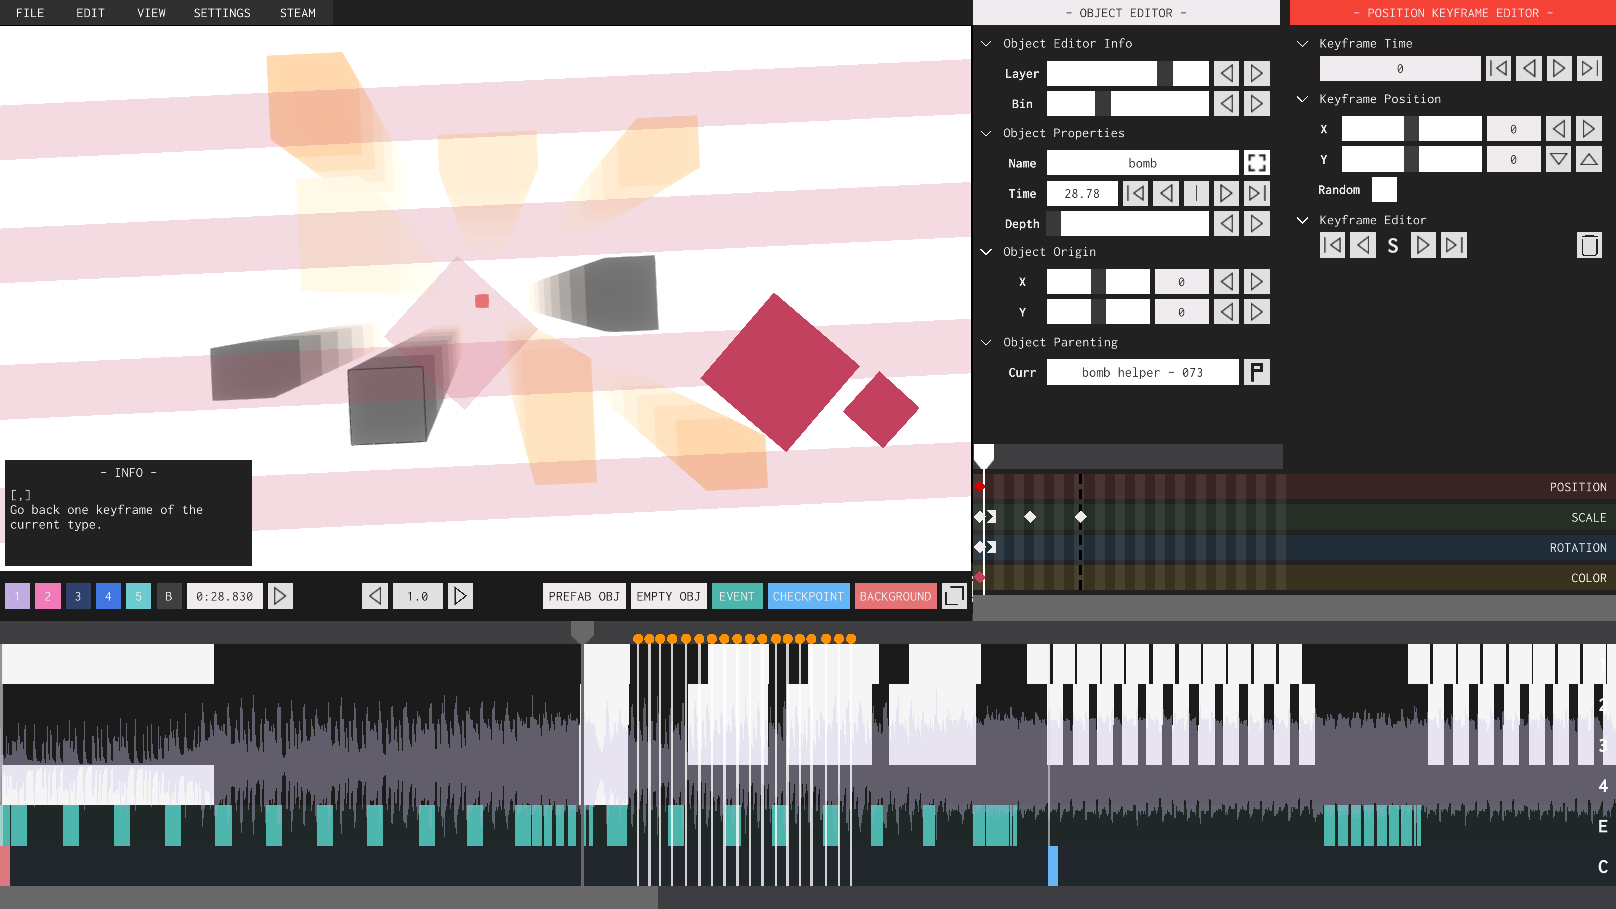 FILE EDIT VIEW SETTINGS STEAM
- OBJECT EDITOR -
- POSITION KEYFRAME EDITOR -
Object Editor Info
Layer
Bin
Object Properties
Name bomb
Time 28.78
Depth
Object Origin
X 0
Y 0
Object Parenting
Curr bomb helper - 073 P
Keyframe Time
0
Keyframe Position
X 0
Y 0
Random
Keyframe Editor
S
POSITION
SCALE
ROTATION
COLOR
- INFO -
[,]
Go back one keyframe of the
current type.
1 2 3 4 5 B 0:28.830 1.0 PREFAB OBJ EMPTY OBJ EVENT CHECKPOINT BACKGROUND
2
3
4
E
C